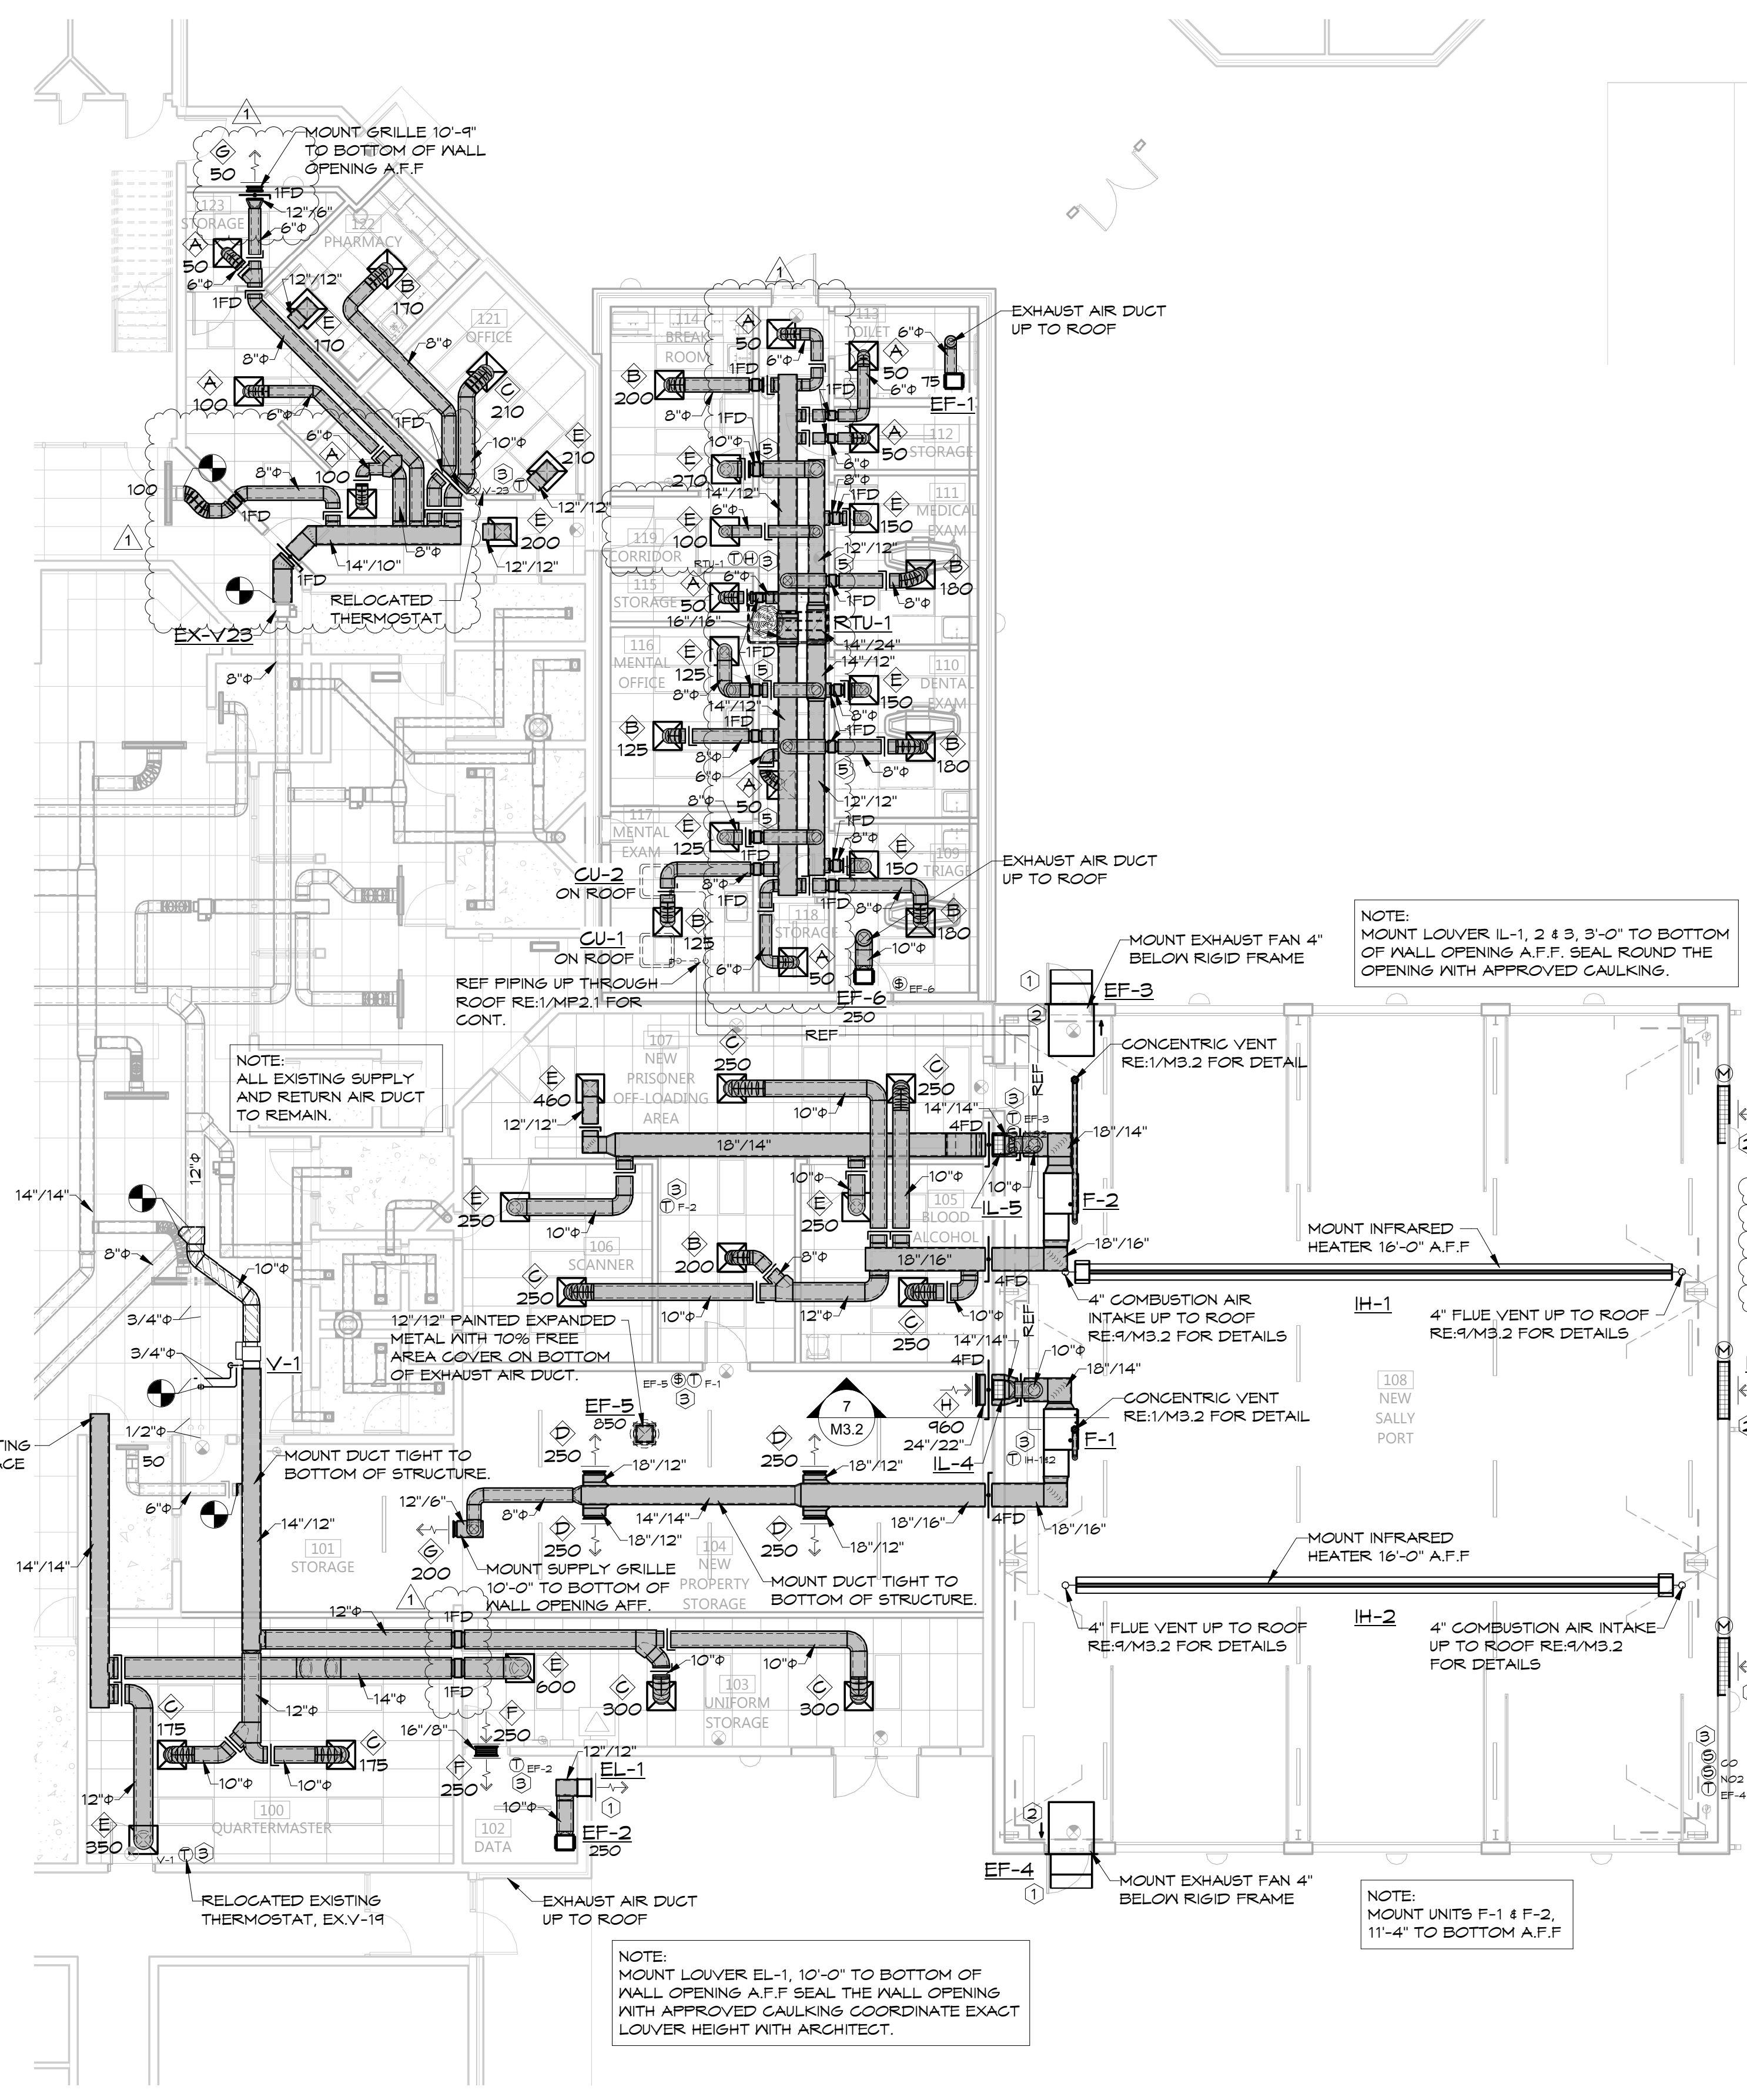 1
MOUNT GRILLE 10'-9"
TO BOTTOM OF WALL
OPENING A.F.F
G
50
1FD
12"/6"
6"Φ
123
STORAGE
A
50
6"Φ
1FD
122
PHARMACY
12"/12"
E
170
B
170
8"Φ
8"Φ
121
OFFICE
A
100
6"Φ
C
210
1FD
10"Φ
6"Φ
A
100
E
210
3
T
V-23
12"/12"
100
8"Φ
1FD
1
8"Φ
E
200
12"/12"
14"/10"
1FD
RELOCATED
THERMOSTAT
EX-V23
8"Φ
1
114
BREAK
ROOM
A
50
6"Φ
113
TOILET
A
50
6"Φ
6"Φ
75
EF-1
EXHAUST AIR DUCT
UP TO ROOF
B
200
8"Φ
1FD
1FD
1FD
10"Φ
5
A
50
6"Φ
112
STORAGE
E
270
14"/12"
8"Φ
1FD
111
MEDICAL
EXAM
E
150
E
100
6"Φ
119
CORRIDOR
RTU-1
T
H
3
12"/12"
5
115
STORAGE
A
50
6"Φ
1FD
B
180
8"Φ
16"/16"
RTU-1
14"/24"
14"/12"
116
MENTAL
OFFICE
E
125
8"Φ
1FD
5
110
DENTAL
EXAM
E
150
8"Φ
14"/12"
1FD
1FD
B
125
8"Φ
6"Φ
B
180
8"Φ
5
A
50
8"Φ
12"/12"
117
MENTAL
EXAM
5
E
125
1FD
1FD
8"Φ
E
150
109
TRIAGE
CU-2
ON ROOF
8"Φ
1FD
1FD
8"Φ
B
180
EXHAUST AIR DUCT
UP TO ROOF
CU-1
ON ROOF
B
125
118
STORAGE
6"Φ
A
50
10"Φ
$
EF-6
EF-6
250
REF PIPING UP THROUGH
ROOF RE:1/MP2.1 FOR
CONT.
REF
MOUNT EXHAUST FAN 4"
BELOW RIGID FRAME
1
EF-3
2
NOTE:
MOUNT LOUVER IL-1, 2 & 3, 3'-0" TO BOTTOM
OF WALL OPENING A.F.F. SEAL ROUND THE
OPENING WITH APPROVED CAULKING.
NOTE:
ALL EXISTING SUPPLY
AND RETURN AIR DUCT
TO REMAIN.
107
NEW
PRISONER
OFF-LOADING
AREA
E
460
12"/12"
C
250
10"Φ
C
250
REF
CONCENTRIC VENT
RE:1/M3.2 FOR DETAIL
3
T
EF-3
14"/14"
4FD
18"/14"
18"/14"
M
12"Φ
14"/14"
E
250
10"Φ
3
T
F-2
10"Φ
E
250
10"Φ
105
BLOOD
ALCOHOL
10"Φ
IL-5
F-2
MOUNT INFRARED
HEATER 16'-0" A.F.F
8"Φ
10"Φ
106
SCANNER
B
200
8"Φ
18"/16"
18"/16"
4FD
C
250
10"Φ
12"Φ
10"Φ
C
250
4" COMBUSTION AIR
INTAKE UP TO ROOF
RE:9/M3.2 FOR DETAILS
IH-1
4" FLUE VENT UP TO ROOF
RE:9/M3.2 FOR DETAILS
3/4"Φ
3/4"Φ
V-1
12"/12" PAINTED EXPANDED
METAL WITH 70% FREE
AREA COVER ON BOTTOM
OF EXHAUST AIR DUCT.
REF
14"/14"
4FD
10"Φ
18"/14"
M
EF-5
$
T
F-1
3
EF-5
850
7
M3.2
H
960
24"/22"
IL-4
CONCENTRIC VENT
RE:1/M3.2 FOR DETAIL
108
NEW
SALLY
PORT
3
T
IH-1&2
F-1
1/2"Φ
50
6"Φ
MOUNT DUCT TIGHT TO
BOTTOM OF STRUCTURE.
D
250
18"/12"
D
250
18"/12"
12"/6"
8"Φ
14"/14"
18"/16"
4FD
18"/16"
14"/12"
101
STORAGE
G
200
D
250
18"/12"
D
250
18"/12"
104
NEW
PROPERTY
STORAGE
14"/14"
MOUNT SUPPLY GRILLE
10'-0" TO BOTTOM OF
WALL OPENING AFF.
MOUNT DUCT TIGHT TO
BOTTOM OF STRUCTURE.
MOUNT INFRARED
HEATER 16'-0" A.F.F
4" FLUE VENT UP TO ROOF
RE:9/M3.2 FOR DETAILS
IH-2
4" COMBUSTION AIR INTAKE
UP TO ROOF RE:9/M3.2
FOR DETAILS
M
1
12"Φ
1FD
10"Φ
10"Φ
E
600
14"Φ
1FD
12"Φ
C
300
103
UNIFORM
STORAGE
C
300
C
175
C
175
10"Φ
10"Φ
F
250
16"/8"
F
250
T
EF-2
3
12"/12"
EL-1
1
10"Φ
EF-2
250
12"Φ
E
350
100
QUARTERMASTER
102
DATA
V-1
T
3
RELOCATED EXISTING
THERMOSTAT, EX.V-19
EXHAUST AIR DUCT
UP TO ROOF
3
S
CO
S
NO2
T
EF-4
2
EF-4
1
MOUNT EXHAUST FAN 4"
BELOW RIGID FRAME
NOTE:
MOUNT UNITS F-1 & F-2,
11'-4" TO BOTTOM A.F.F
NOTE:
MOUNT LOUVER EL-1, 10'-0" TO BOTTOM OF
WALL OPENING A.F.F SEAL THE WALL OPENING
WITH APPROVED CAULKING COORDINATE EXACT
LOUVER HEIGHT WITH ARCHITECT.